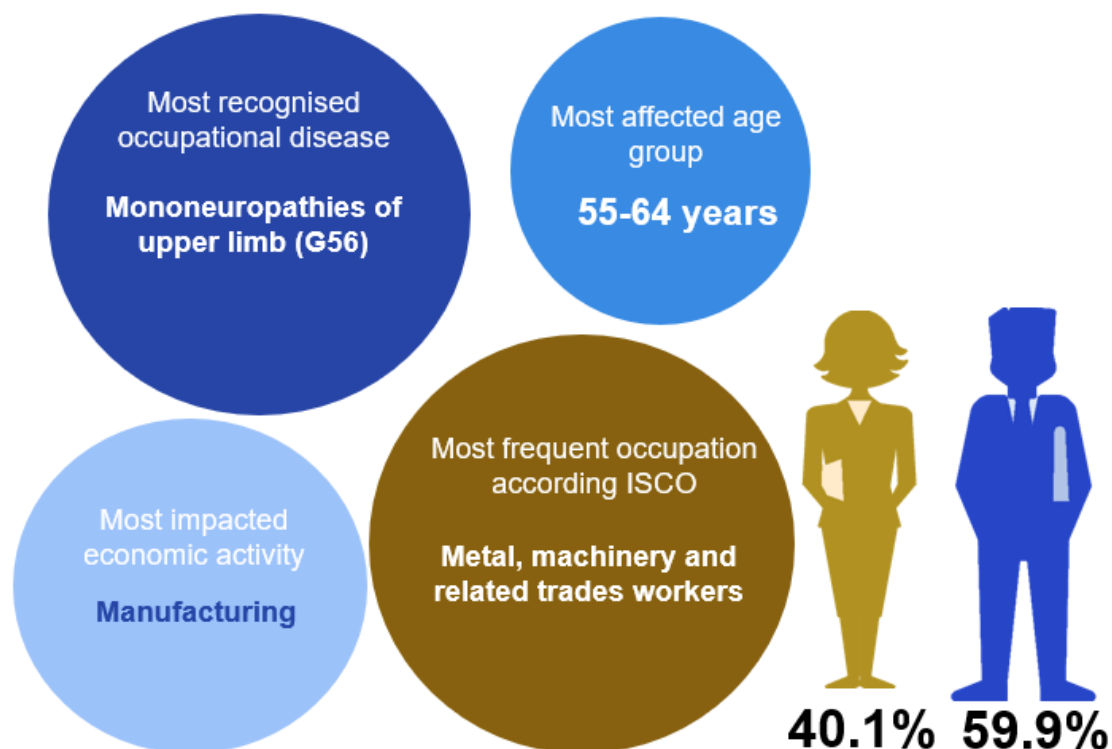 Most recognised
occupational disease
Mononeuropathies of
upper limb (G56)
Most affected age
group
55-64 years
Most impacted
economic activity
Manufacturing
Most frequent occupation
according ISCO
Metal, machinery and
related trades workers
40.1%
59.9%